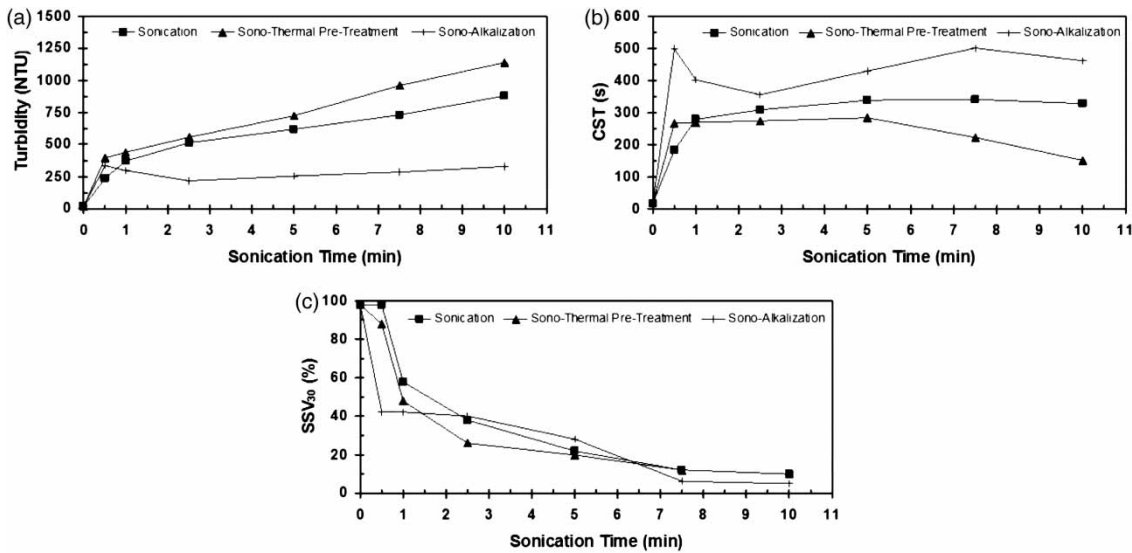 (a)
Sonication
Sono-Thermal Pre-Treatment
Sono-Alkalization
Turbidity (NTU)
1500
1250
1000
750
500
250
0
0 1 2 3 4 5 6 7 8 9 10 11
Sonication Time (min)
(b)
Sonication
Sono-Thermal Pre-Treatment
Sono-Alkalization
CST (s)
600
500
400
300
200
100
0
0 1 2 3 4 5 6 7 8 9 10 11
Sonication Time (min)
(c)
Sonication
Sono-Thermal Pre-Treatment
Sono-Alkalization
SSV₃₀ (%)
100
80
60
40
20
0
0 1 2 3 4 5 6 7 8 9 10 11
Sonication Time (min)